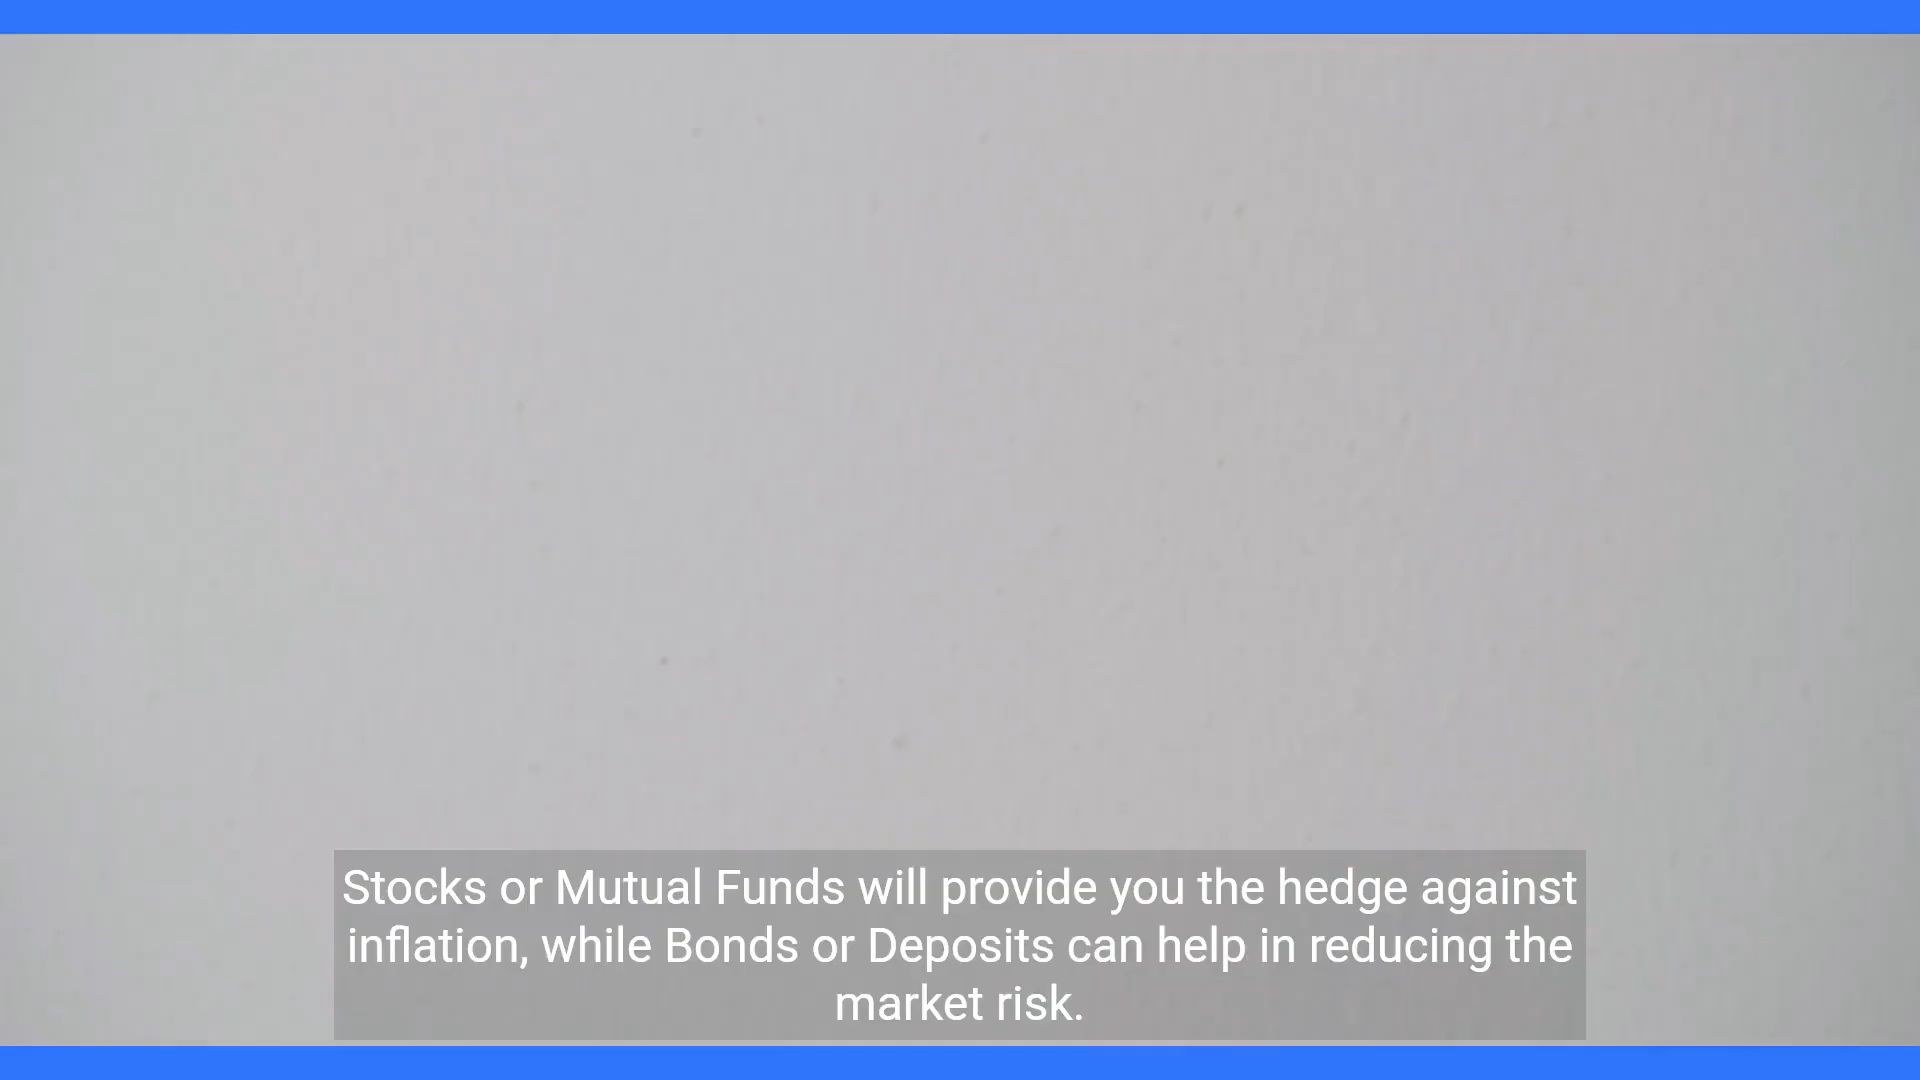 Stocks or Mutual Funds will provide you the hedge against
inflation, while Bonds or Deposits can help in reducing the
market risk.